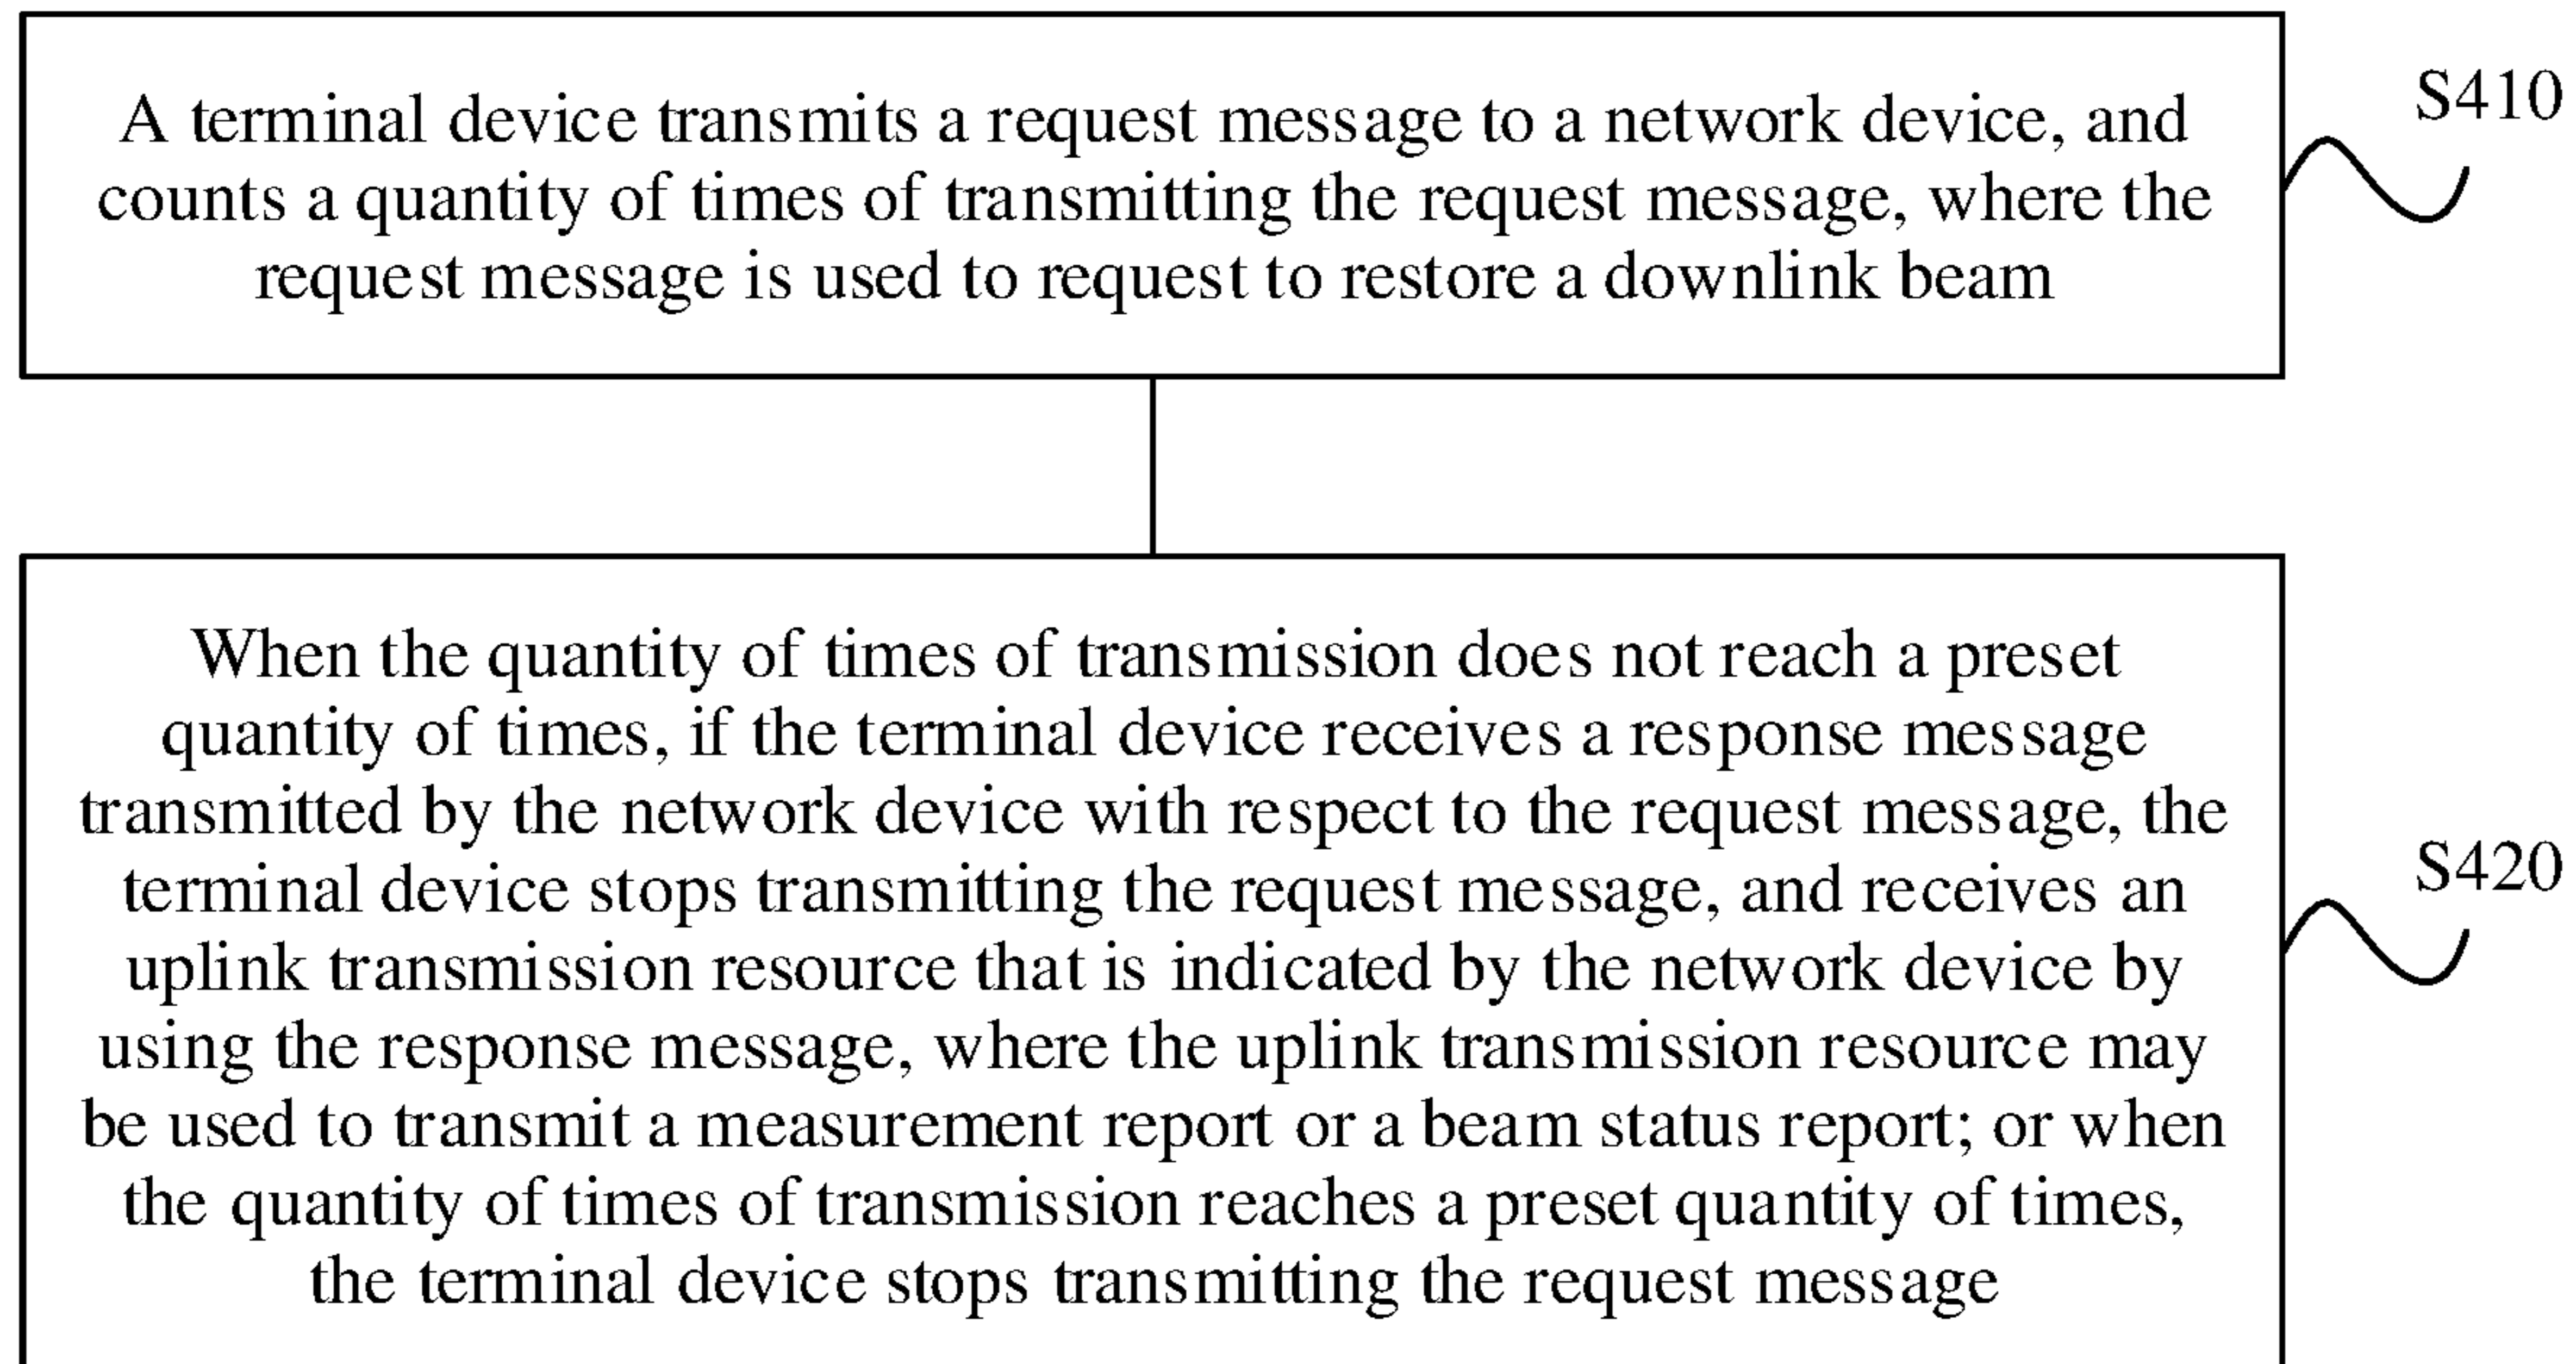 A terminal device transmits a request message to a network device, and
counts a quantity of times of transmitting the request message, where the
request message is used to request to restore a downlink beam
S410
When the quantity of times of transmission does not reach a preset
quantity of times, if the terminal device receives a response message
transmitted by the network device with respect to the request message, the
terminal device stops transmitting the request message, and receives an
uplink transmission resource that is indicated by the network device by
using the response message, where the uplink transmission resource may
be used to transmit a measurement report or a beam status report; or when
the quantity of times of transmission reaches a preset quantity of times,
the terminal device stops transmitting the request message
S420